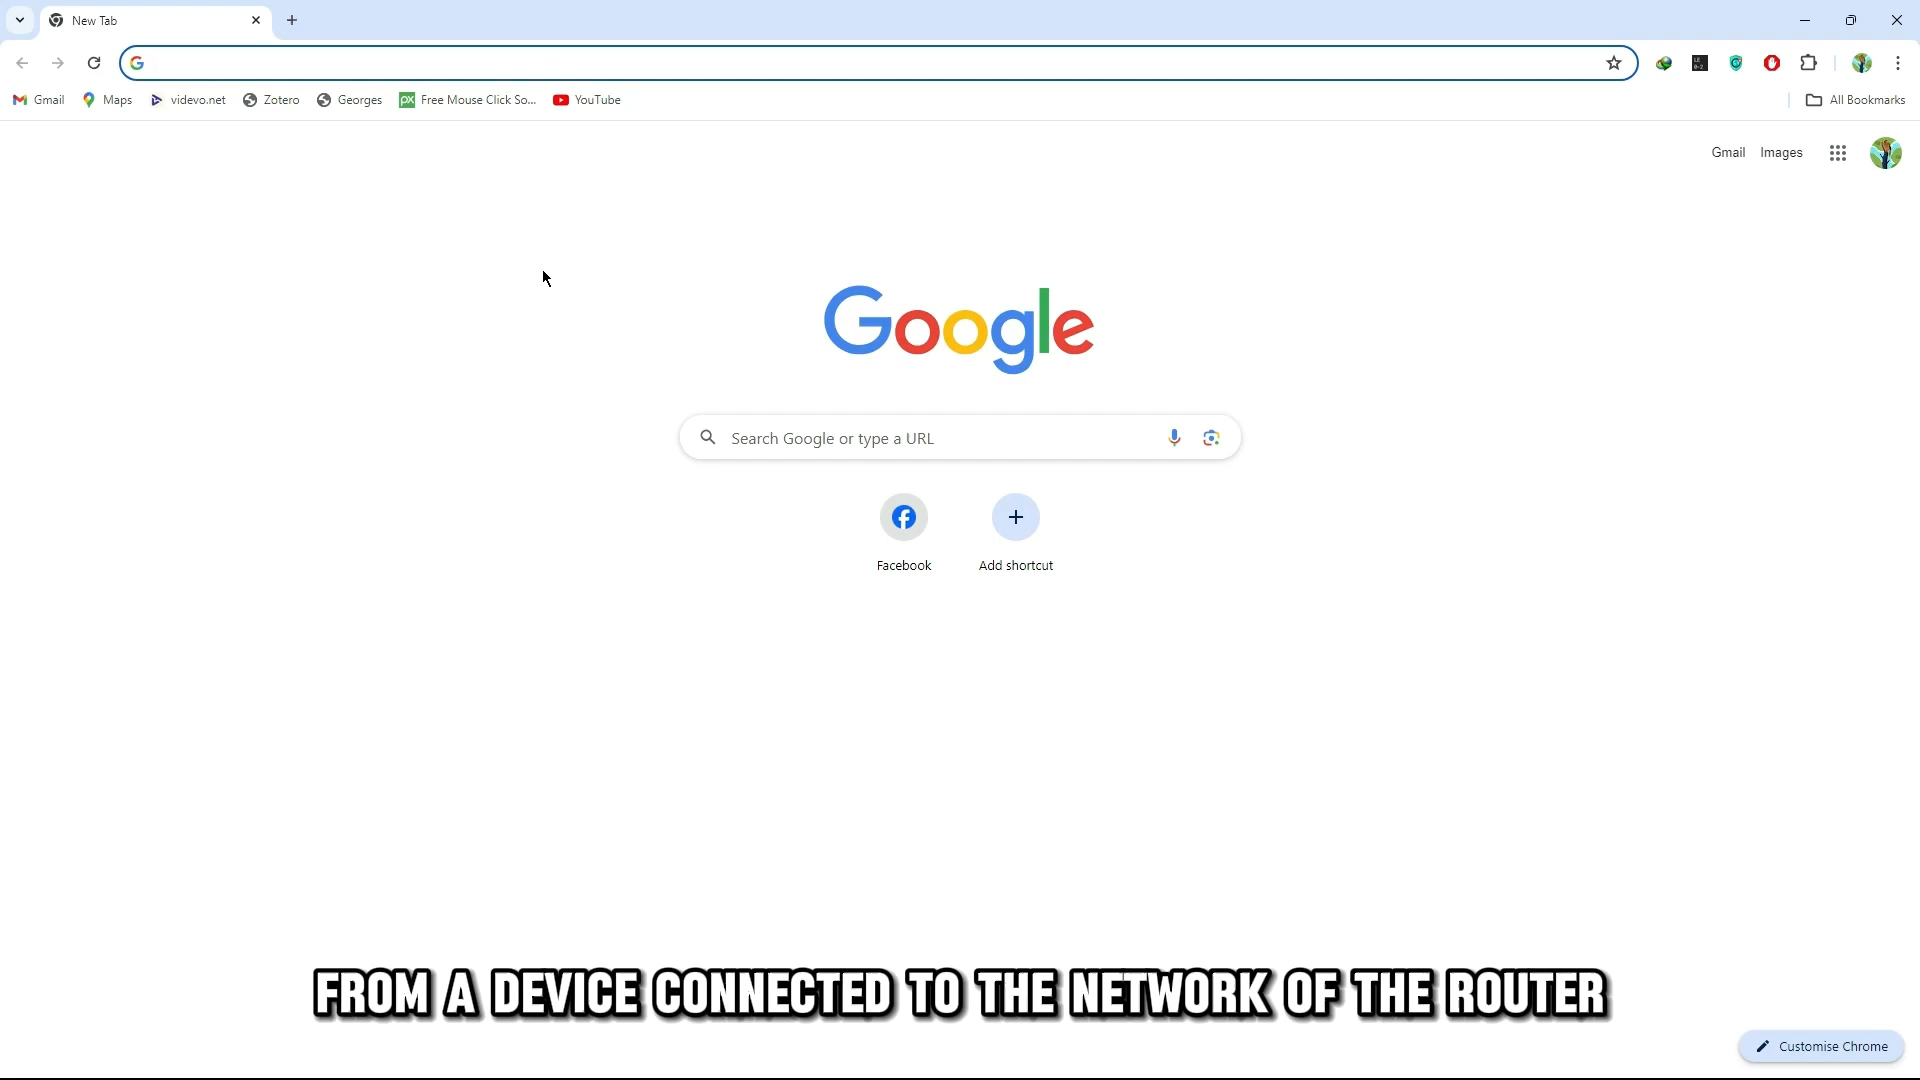 New Tab
Gmail Maps videvo.net Zotero Georges Free Mouse Click So... YouTube All Bookmarks
Gmail Images
Google
Search Google or type a URL
Facebook Add shortcut
FROM A DEVICE CONNECTED TO THE NETWORK OF THE ROUTER
Customise Chrome